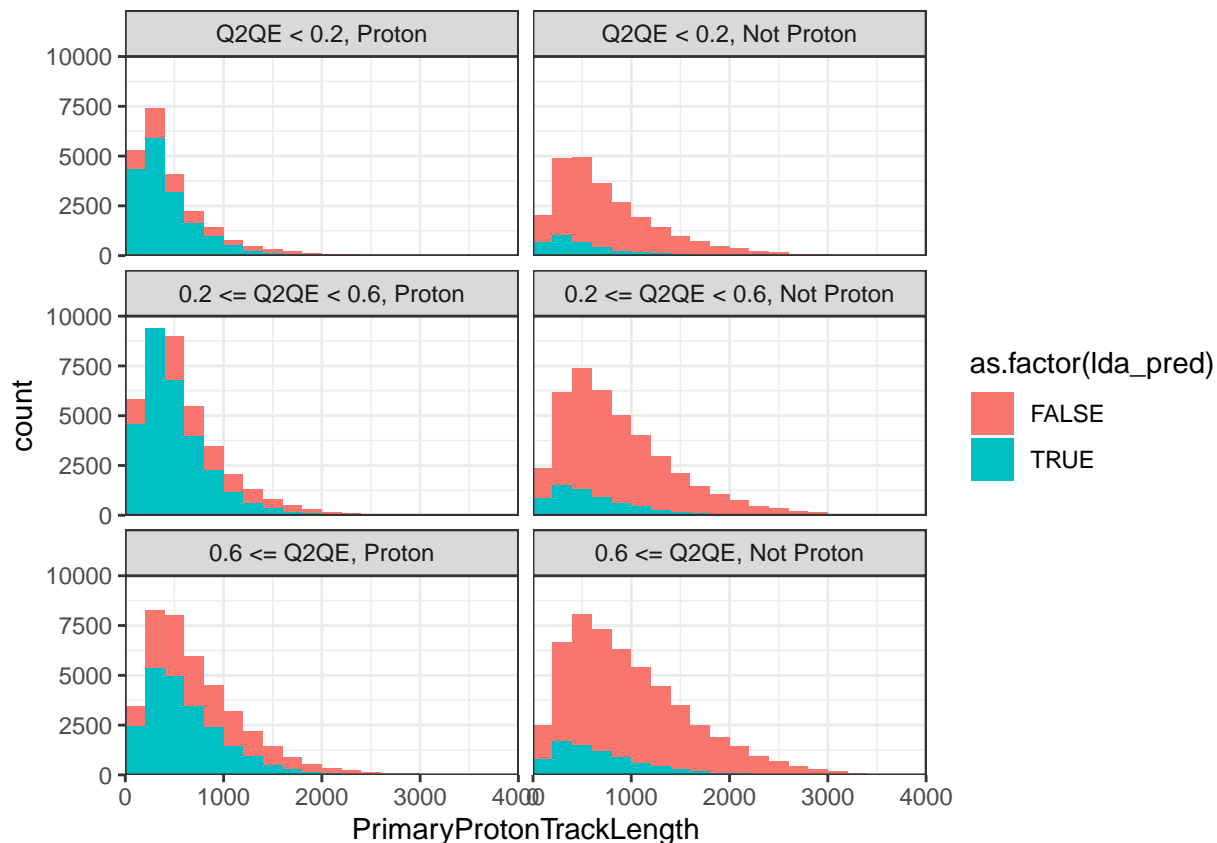 Q2QE < 0.2, Proton
Q2QE < 0.2, Not Proton
10000
7500
5000
2500
0
0.2 <= Q2QE < 0.6, Proton
0.2 <= Q2QE < 0.6, Not Proton
10000
7500
5000
2500
0
0.6 <= Q2QE, Proton
0.6 <= Q2QE, Not Proton
10000
7500
5000
2500
0
count
0 1000 2000 3000 4000
0 1000 2000 3000 4000
PrimaryProtonTrackLength
as.factor(lda_pred)
FALSE
TRUE